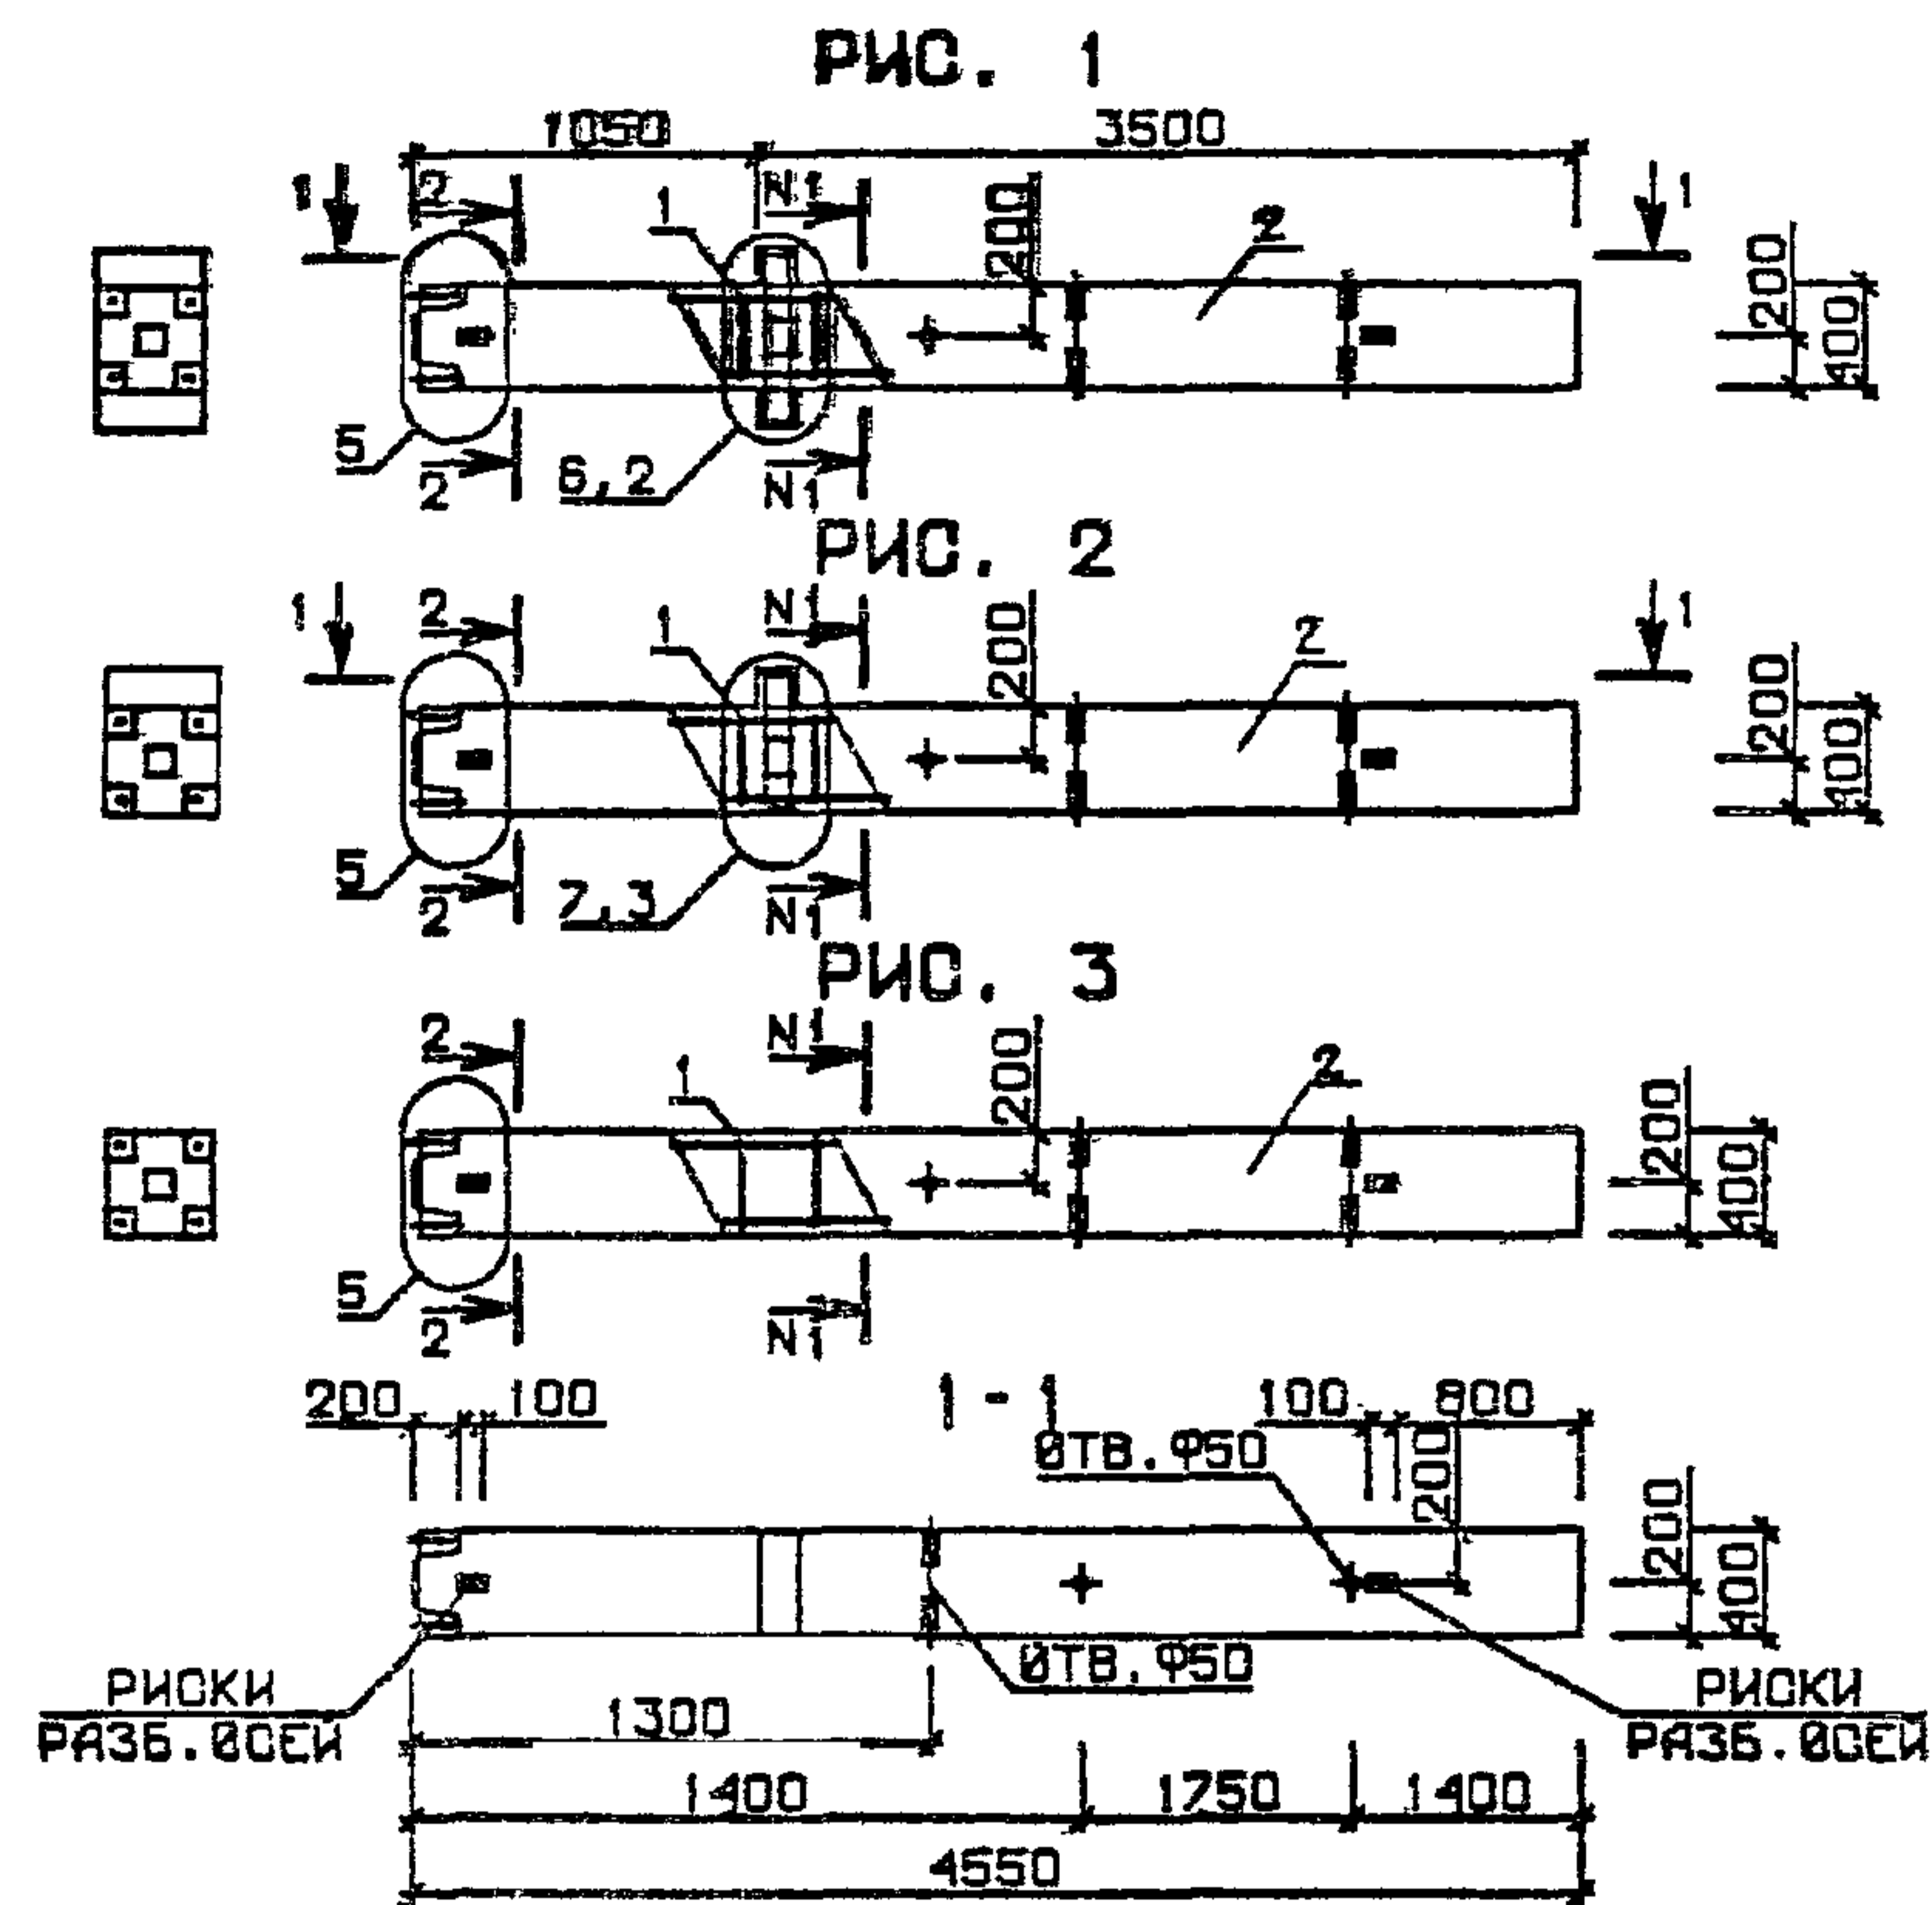 РИС. 1
1050 3500
1 2 N1 1
1 200 2 200
400
5 6,2
2 N1
РИС. 2
1 2 N1 1
1 200 2 200
400
5 7,3
2 N1
РИС. 3
2 N1
1 200 2 200
400
5
2 N1
200 100 1-1 100 800
ОТВ.Ф50 200 200
400
ОТВ.Ф50
РИСКИ РАЗБ.ОСЕЙ
1300
РИСКИ РАЗБ.ОСЕЙ
1400 1750 1400
4550